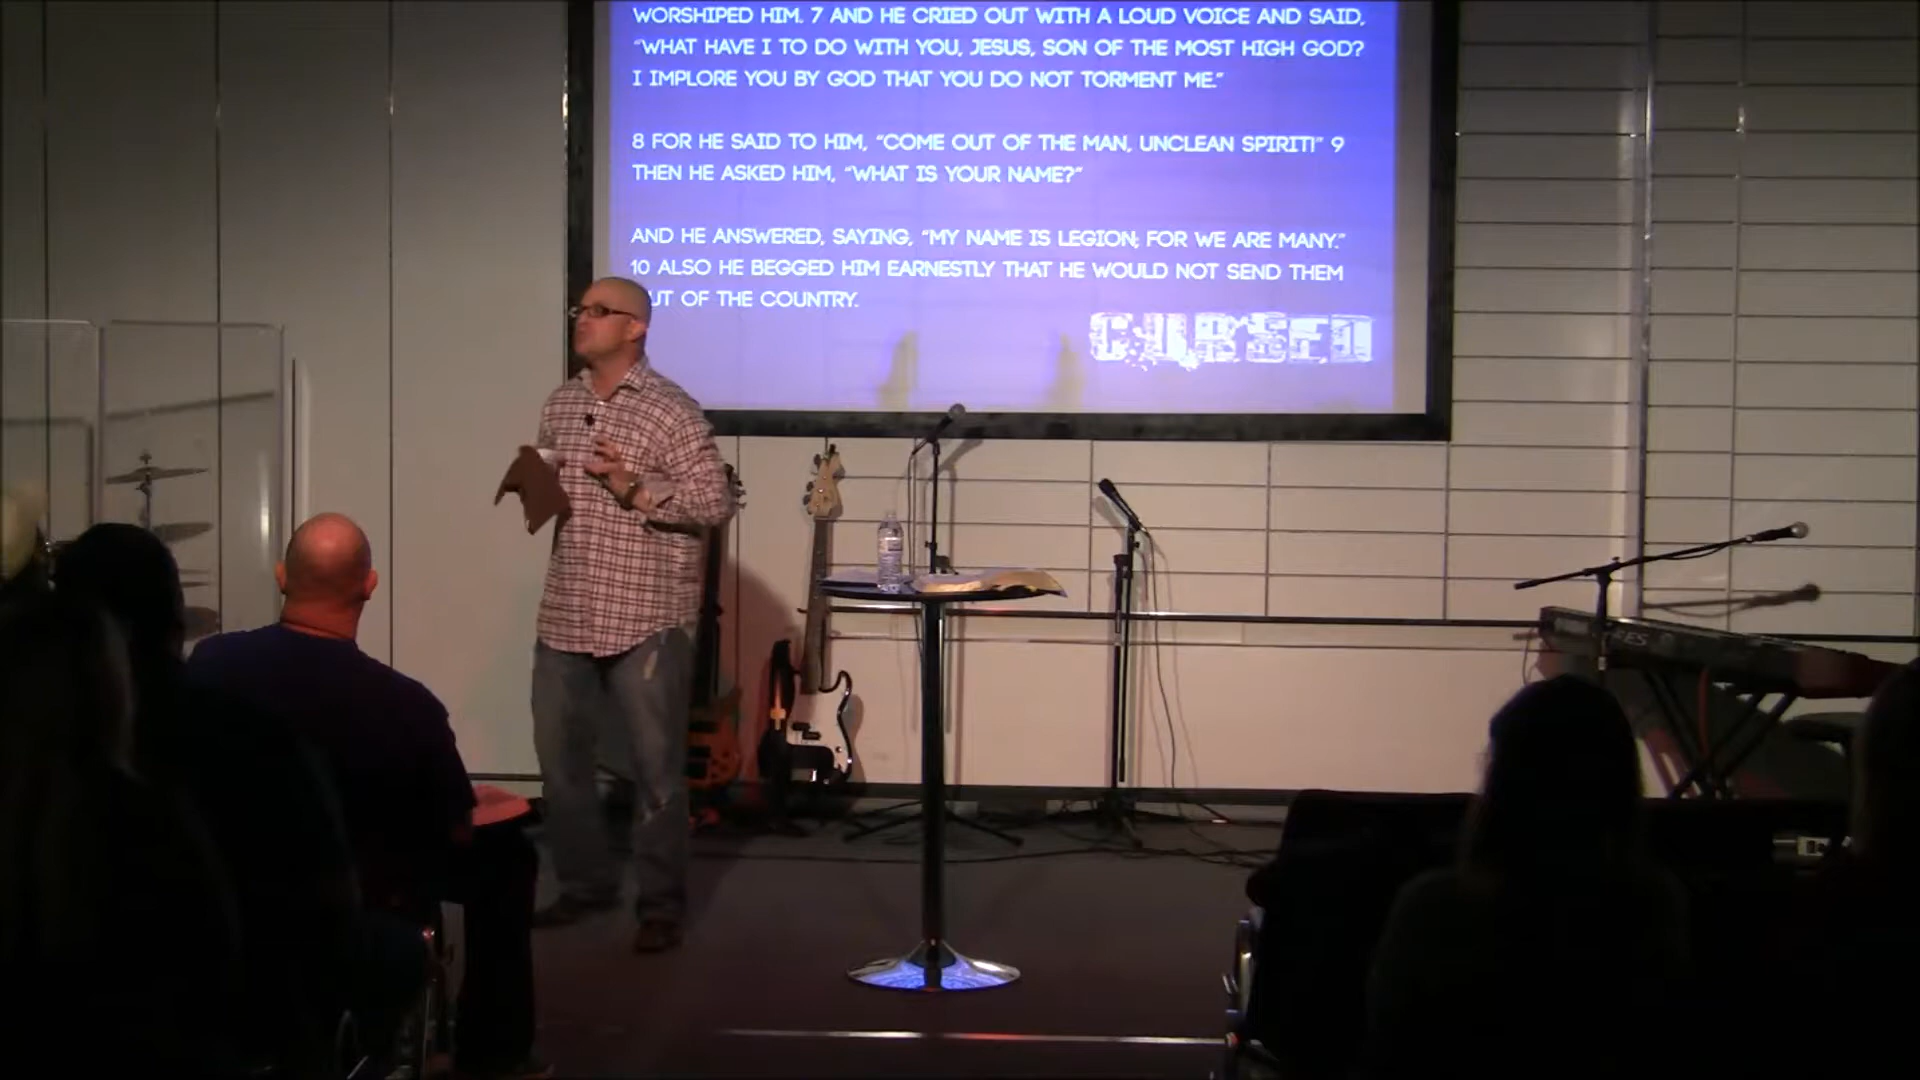 WORSHIPED HIM. 7 AND HE CRIED OUT WITH A LOUD VOICE AND SAID,
"WHAT HAVE I TO DO WITH YOU, JESUS, SON OF THE MOST HIGH GOD?
I IMPLORE YOU BY GOD THAT YOU DO NOT TORMENT ME."
8 FOR HE SAID TO HIM, "COME OUT OF THE MAN, UNCLEAN SPIRIT!" 9
THEN HE ASKED HIM, "WHAT IS YOUR NAME?"
AND HE ANSWERED, SAYING, "MY NAME IS LEGION; FOR WE ARE MANY."
10 ALSO HE BEGGED HIM EARNESTLY THAT HE WOULD NOT SEND THEM
UT OF THE COUNTRY.
CURSED